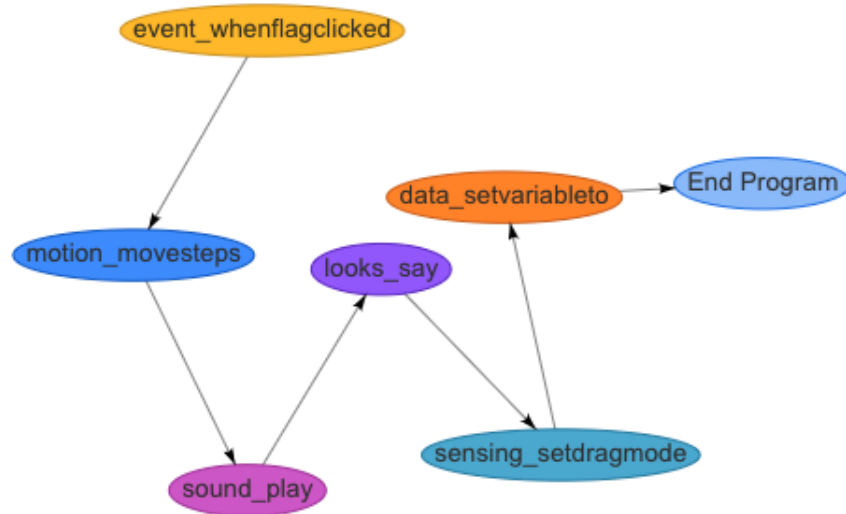 event_whenflagclicked
motion_movesteps
sound_play
looks_say
sensing_setdragmode
data_setvariableto
End Program